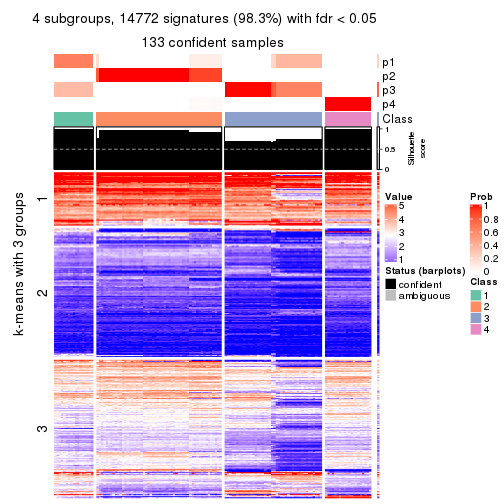 4 subgroups, 14772 signatures (98.3%) with fdr < 0.05
133 confident samples
p1
p2
p3
p4
Class
1
0.5
0
Silhouette
score
k-means with 3 groups
1
2
3
Value
5
4
3
2
1
Status (barplots)
confident
ambiguous
Prob
1
0.8
0.6
0.4
0.2
0
Class
1
2
3
4